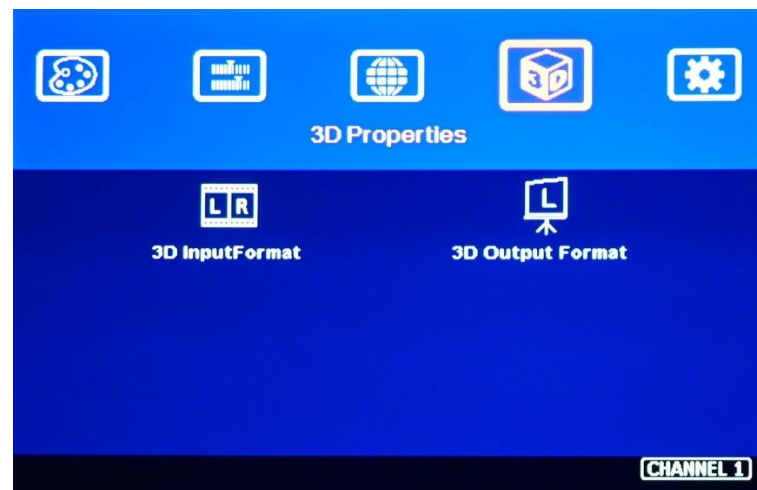 3D
3D Properties
L R
L
3D InputFormat
3D Output Format
CHANNEL 1